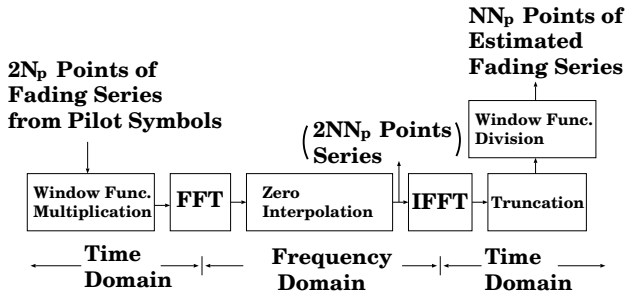 2Np Points of
Fading Series
from Pilot Symbols
NNp Points of
Estimated
Fading Series
(2NNp Points
Series)
Window Func.
Division
Window Func.
Multiplication
FFT
Zero
Interpolation
IFFT
Truncation
Time
Domain
Frequency
Domain
Time
Domain